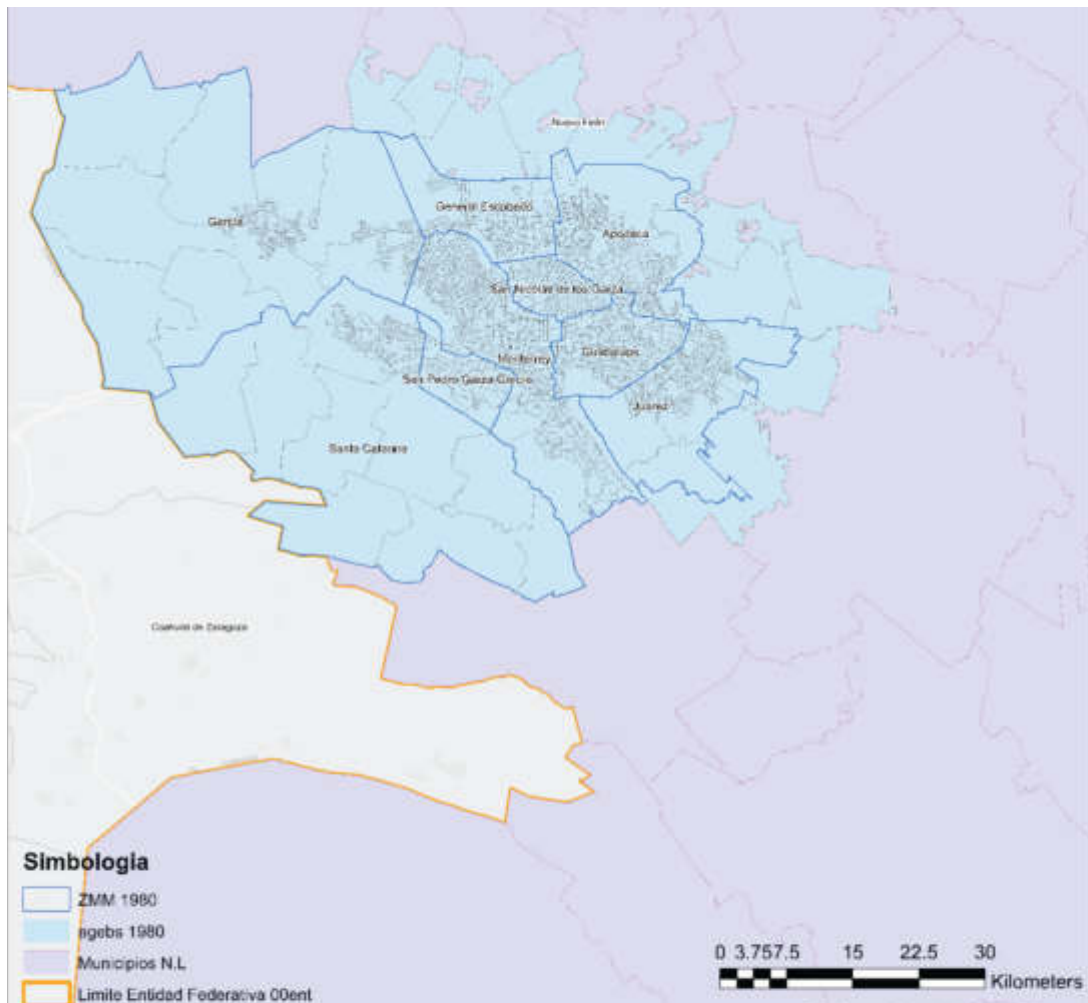 Nuevo León
General Escobedo
García
Apodaca
San Nicolás de los Garza
Guadalupe
Monterrey
San Pedro Garza García
Juárez
Santa Catarina
Coahuila de Zaragoza
Simbologia
ZMM 1980
agebs 1980
Municipios N.L
Limite Entidad Federativa 00ent
0 3.757.5 15 22.5 30
Kilometers